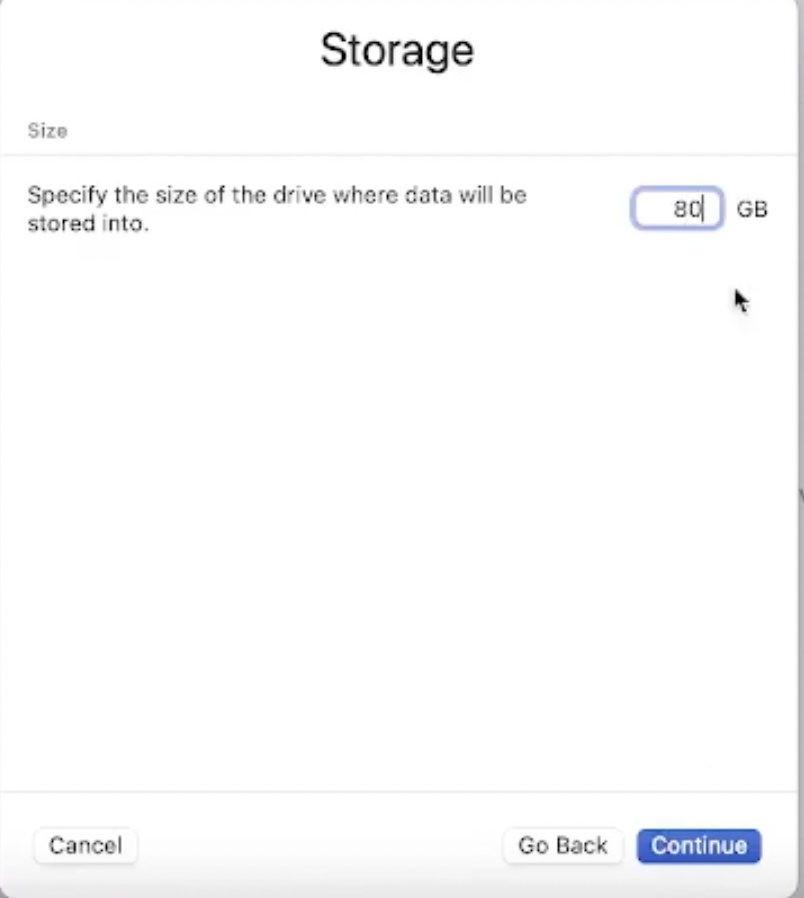 Storage
Size
Specify the size of the drive where data will be
stored into.
80 GB
Cancel
Go Back
Continue